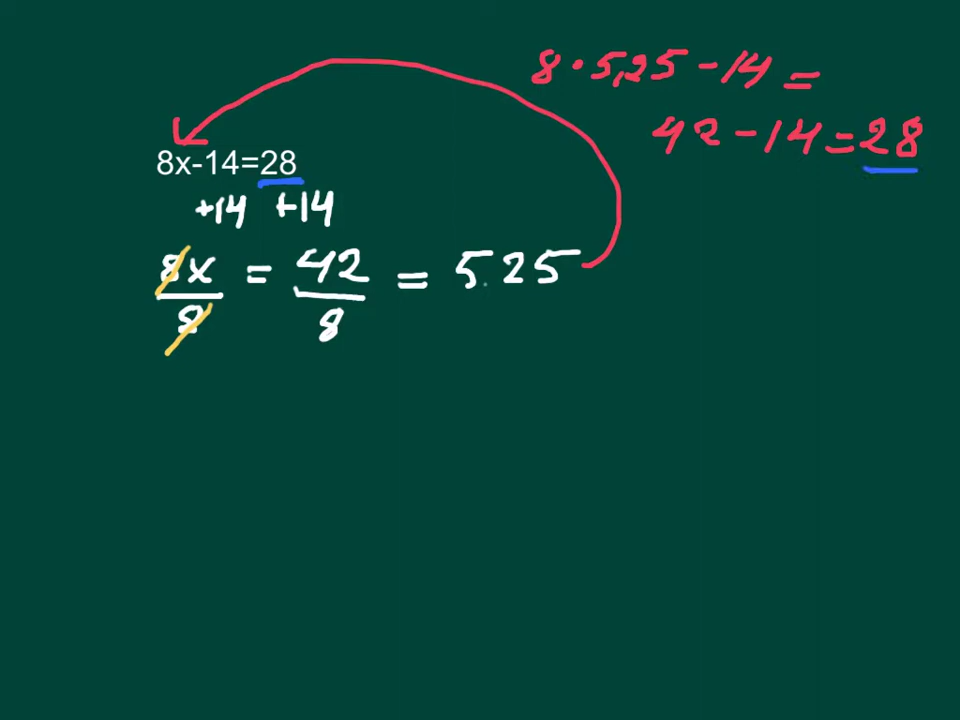 8 · 5,25 - 14 =
42 - 14 = 28
8x-14=28
+14 +14
8x/8 = 42/8 = 5.25